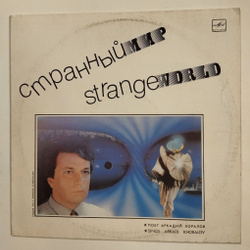 странный МИР
strange WORLD
ПОЕТ АРКАДИЙ ХОРАЛОВ
SINGS ARKADI KHORALOV